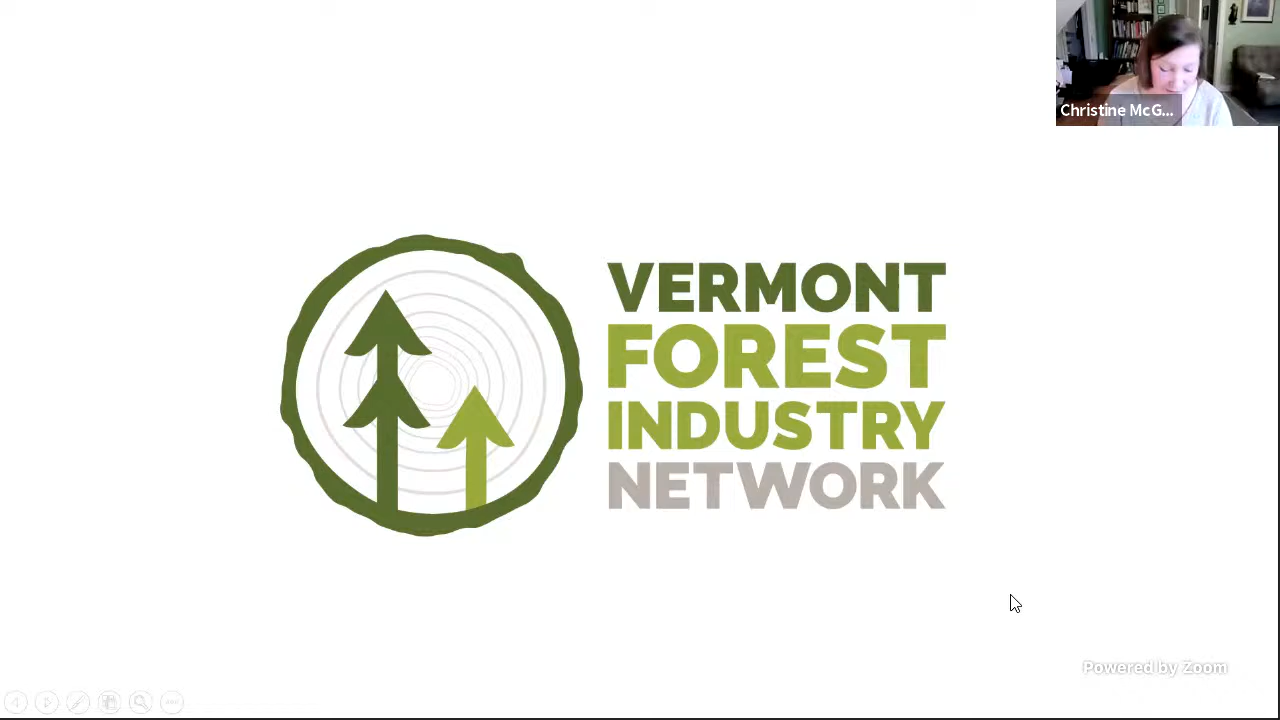 Christine McG...
VERMONT
FOREST
INDUSTRY
NETWORK
Powered by Zoom